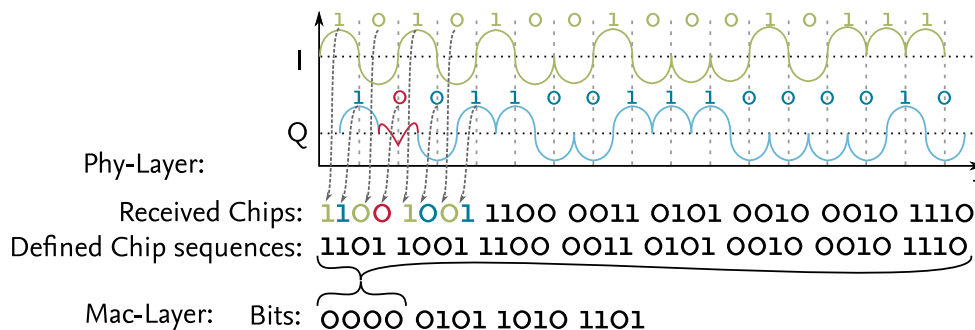 1 0 1 0 1 0 0 1 0 0 0 1 0 1 1 1
I
1 0 0 1 1 0 0 1 1 1 0 0 0 0 1 0
Q
Phy-Layer:
Received Chips: 1100 1001 1100 0011 0101 0010 0010 1110
Defined Chip sequences: 1101 1001 1100 0011 0101 0010 0010 1110
Mac-Layer: Bits: 0000 0101 1010 1101